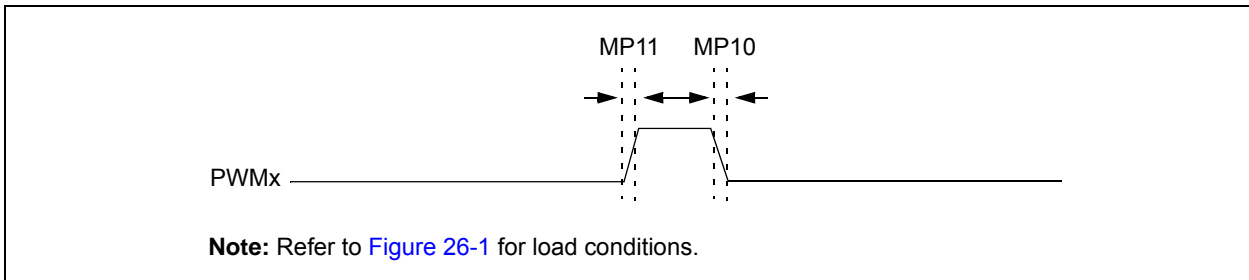 MP11 MP10
PWMx
Note: Refer to Figure 26-1 for load conditions.